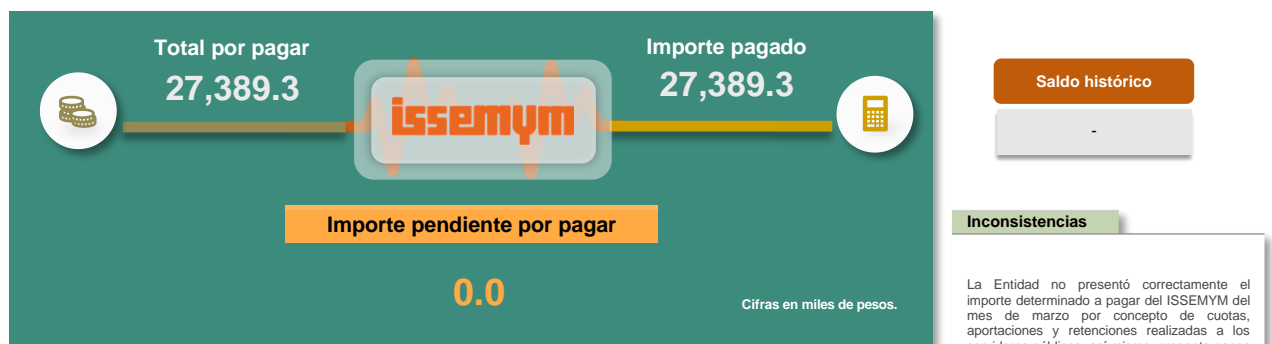 Total por pagar
27,389.3
issemym
Importe pagado
27,389.3
Importe pendiente por pagar
0.0
Cifras en miles de pesos.
Saldo histórico
-
Inconsistencias
La Entidad no presentó correctamente el
importe determinado a pagar del ISSEMYM del
mes de marzo por concepto de cuotas,
aportaciones y retenciones realizadas a los